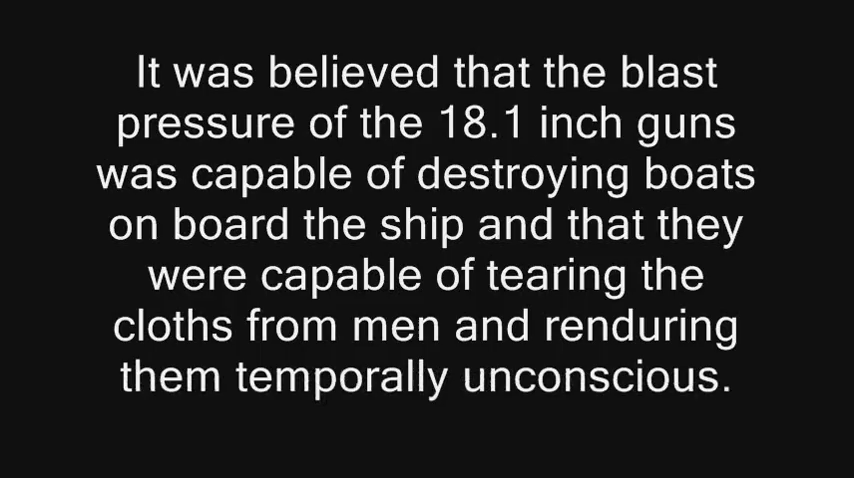 It was believed that the blast
pressure of the 18.1 inch guns
was capable of destroying boats
on board the ship and that they
were capable of tearing the
cloths from men and renduring
them temporally unconscious.